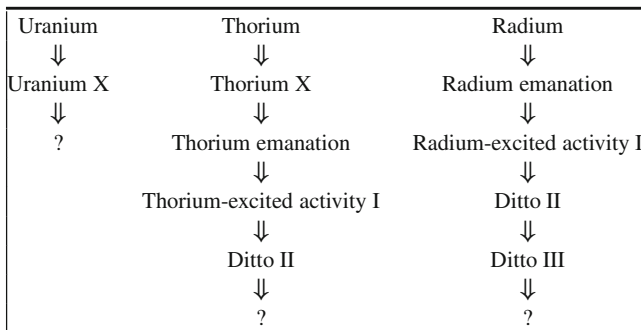 Uranium Thorium Radium
⇓ ⇓ ⇓
Uranium X Thorium X Radium emanation
⇓ ⇓ ⇓
? Thorium emanation Radium-excited activity I
⇓ ⇓
Thorium-excited activity I Ditto II
⇓ ⇓
Ditto II Ditto III
⇓ ⇓
? ?